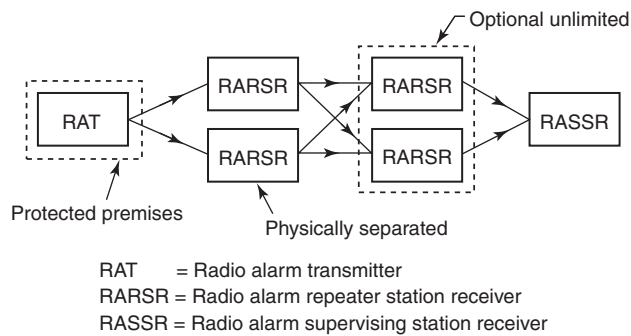 Optional unlimited
RARSR
RARSR
RAT
RASSR
RARSR
RARSR
Protected premises
Physically separated
RAT = Radio alarm transmitter
RARSR = Radio alarm repeater station receiver
RASSR = Radio alarm supervising station receiver